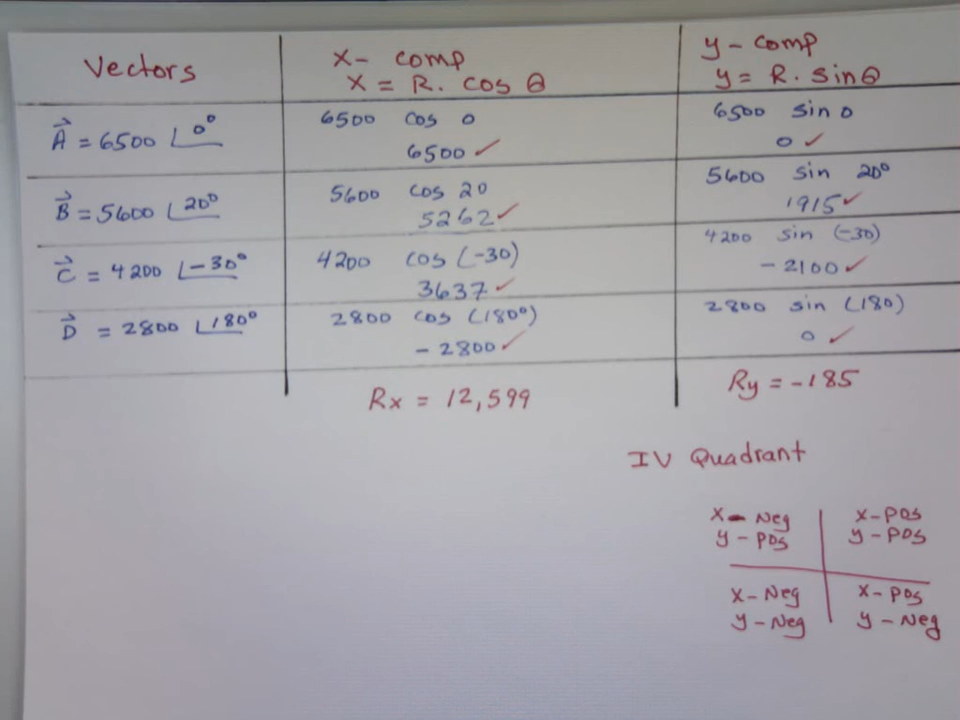 Vectors
x- comp
x = R. cos θ
y - comp
y = R. sinθ
A = 6500 ∠0°
6500 cos 0
6500 ✓
6500 sin 0
0 ✓
B = 5600 ∠20°
5600 cos 20
5262 ✓
5600 sin 20°
1915 ✓
C = 4200 ∠-30°
4200 cos (-30)
3637 ✓
4200 sin (-30)
- 2100 ✓
D = 2800 ∠180°
2800 cos (180°)
- 2800 ✓
2800 sin (180)
0 ✓
Rx = 12,599
Ry = -185
IV Quadrant
x- Neg
y - pos
x-pos
y-pos
x-Neg
y-Neg
x-pos
y-Neg